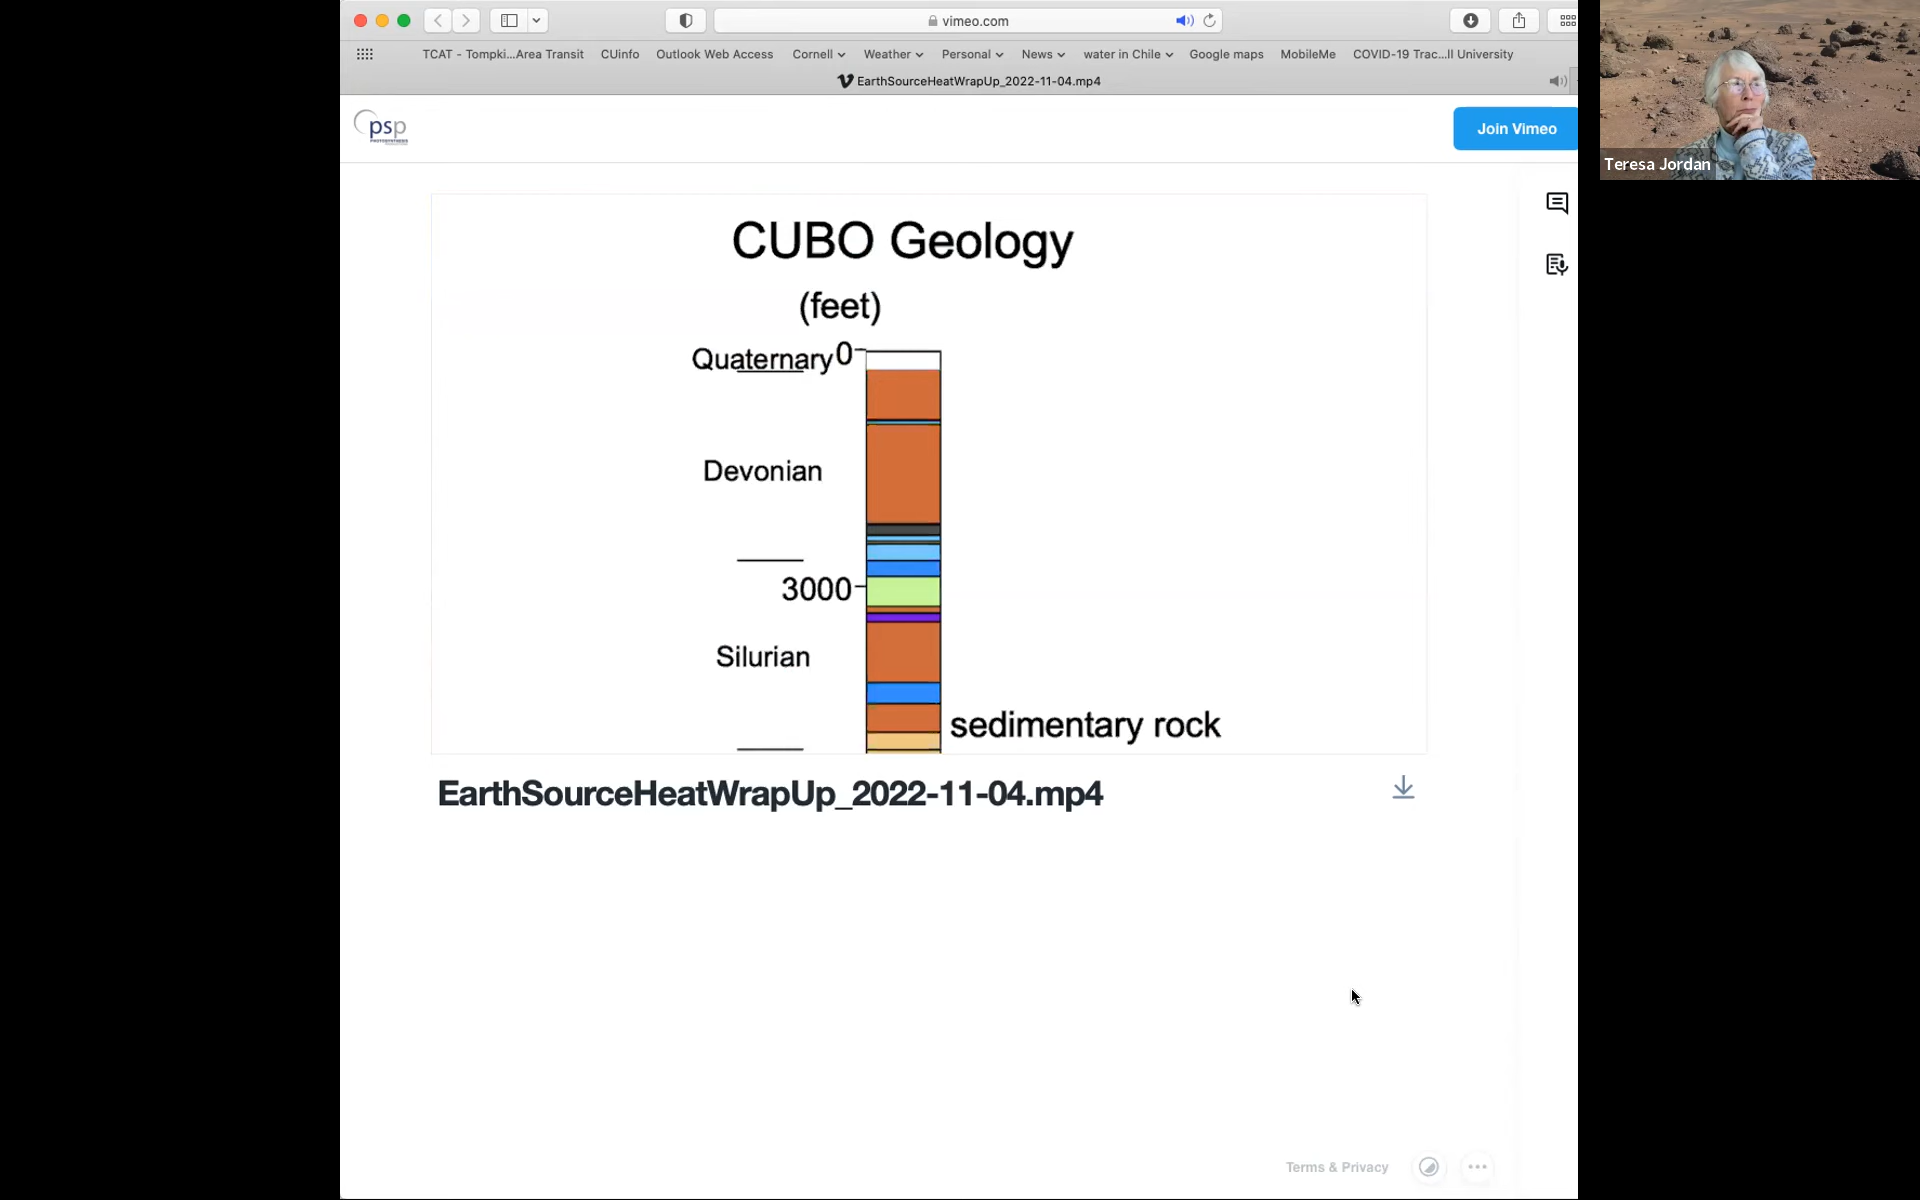 vimeo.com
TCAT - Tompki...Area Transit CUinfo Outlook Web Access Cornell Weather Personal News water in Chile Google maps MobileMe COVID-19 Trac...ll University
EarthSourceHeatWrapUp_2022-11-04.mp4
psp
Join Vimeo
Teresa Jordan
CUBO Geology
(feet)
Quaternary 0
Devonian
3000
Silurian
sedimentary rock
EarthSourceHeatWrapUp_2022-11-04.mp4
Terms & Privacy